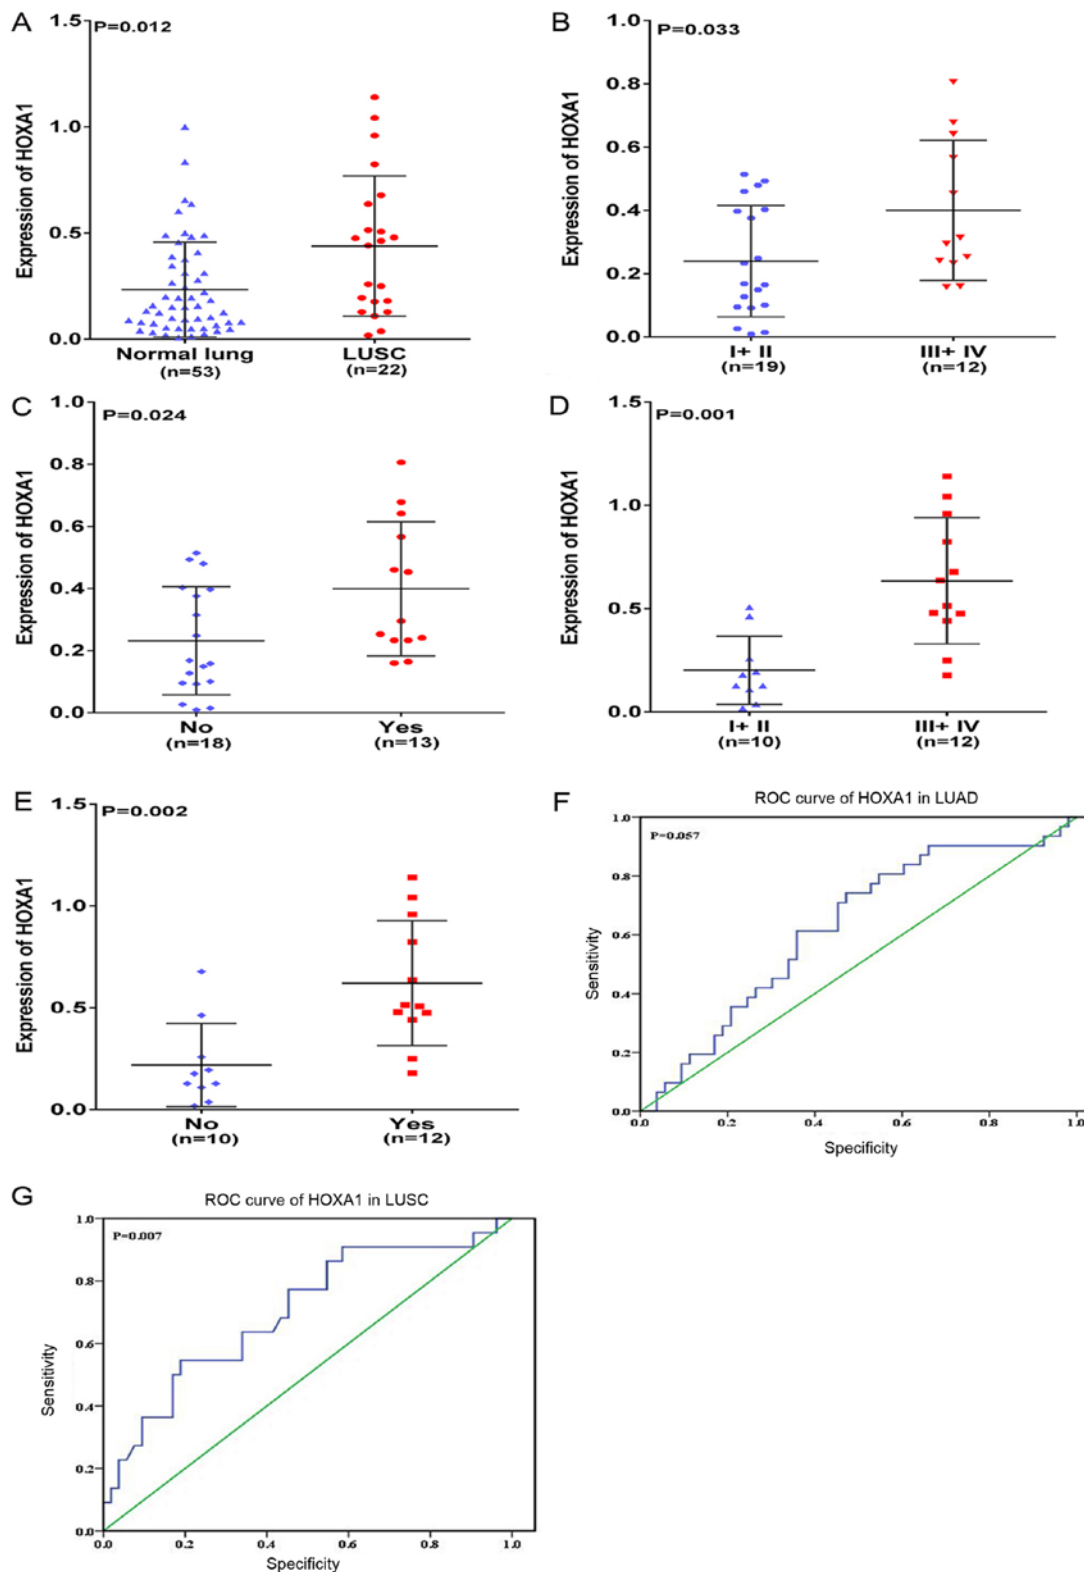 A
P=0.012
Expression of HOXA1
1.5
1.0
0.5
0.0
Normal lung
(n=53)
LUSC
(n=22)
B
P=0.033
Expression of HOXA1
1.0
0.8
0.6
0.4
0.2
0.0
I+ II
(n=19)
III+ IV
(n=12)
C
P=0.024
Expression of HOXA1
1.0
0.8
0.6
0.4
0.2
0.0
No
(n=18)
Yes
(n=13)
D
P=0.001
Expression of HOXA1
1.5
1.0
0.5
0.0
I+ II
(n=10)
III+ IV
(n=12)
E
P=0.002
Expression of HOXA1
1.5
1.0
0.5
0.0
No
(n=10)
Yes
(n=12)
F
ROC curve of HOXA1 in LUAD
P=0.057
Sensitivity
1.0
0.8
0.6
0.4
0.2
0.0
0.0 0.2 0.4 0.6 0.8 1.0
Specificity
G
ROC curve of HOXA1 in LUSC
P=0.007
Sensitivity
1.0
0.8
0.6
0.4
0.2
0.0
0.0 0.2 0.4 0.6 0.8 1.0
Specificity